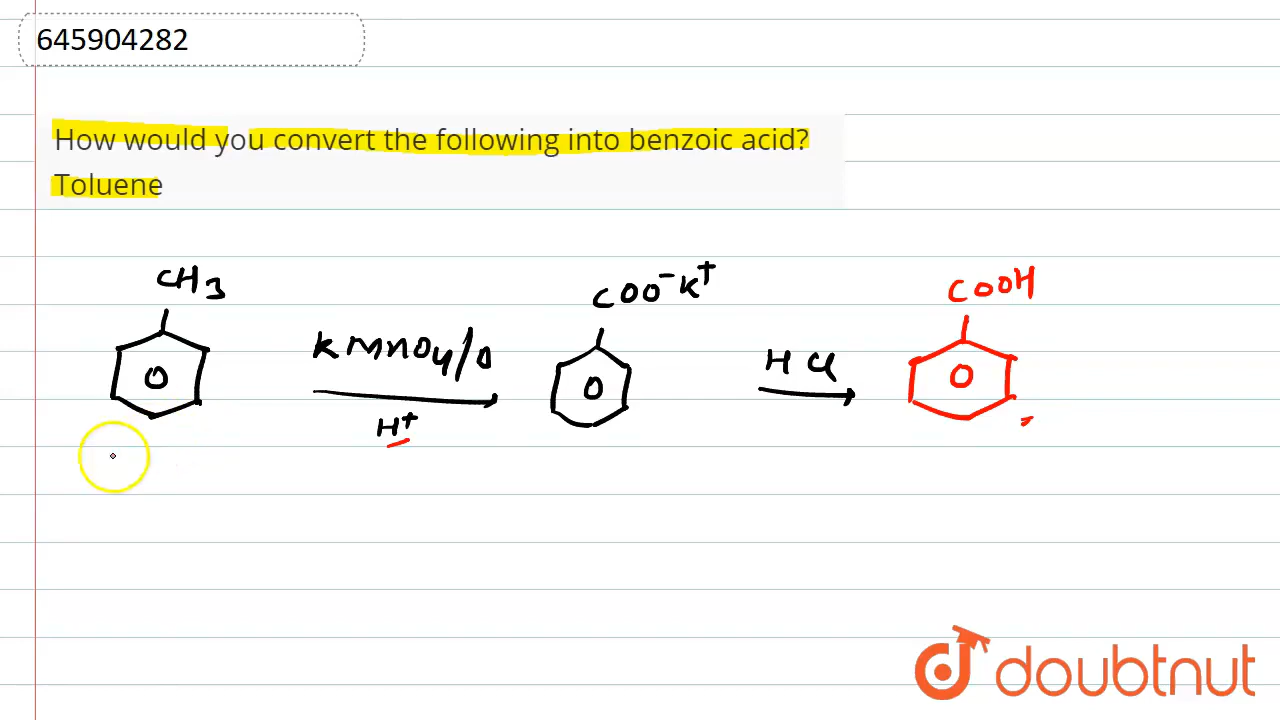 645904282
How would you convert the following into benzoic acid?
Toluene
CH3
COO⁻K⁺
COOH
KMnO4/O
HCl
H⁺
doubtnut